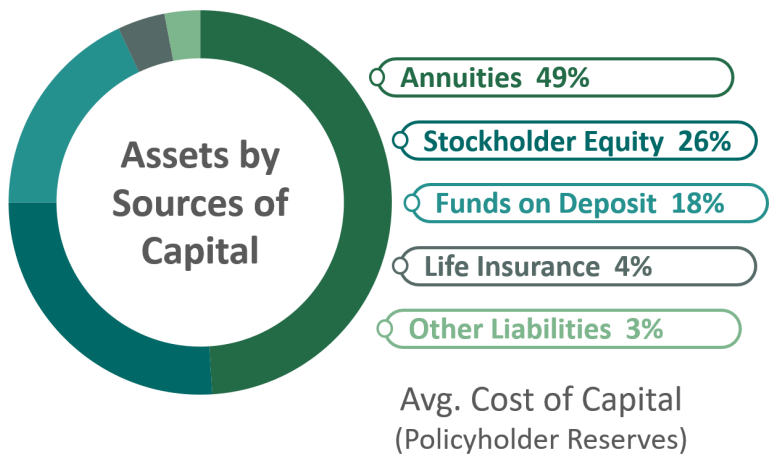 Assets by
Sources of
Capital
Annuities 49%
Stockholder Equity 26%
Funds on Deposit 18%
Life Insurance 4%
Other Liabilities 3%
Avg. Cost of Capital
(Policyholder Reserves)